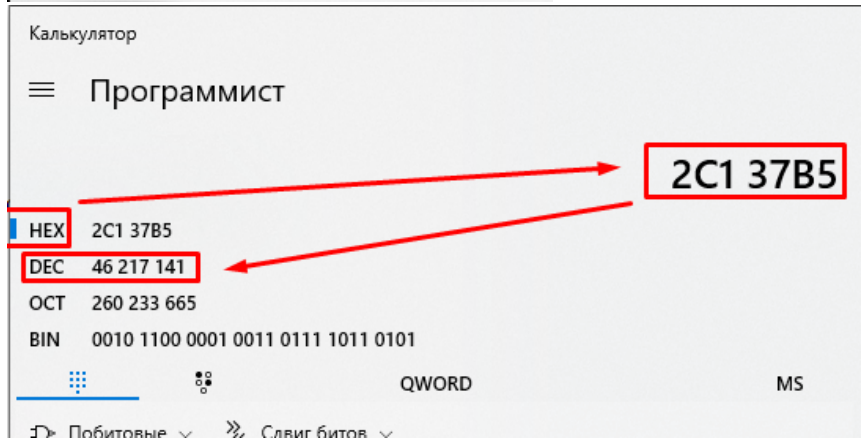 Калькулятор
Программист
2C1 37B5
HEX 2C1 37B5
DEC 46 217 141
OCT 260 233 665
BIN 0010 1100 0001 0011 0111 1011 0101
QWORD MS
Побитовые Сдвиг битов